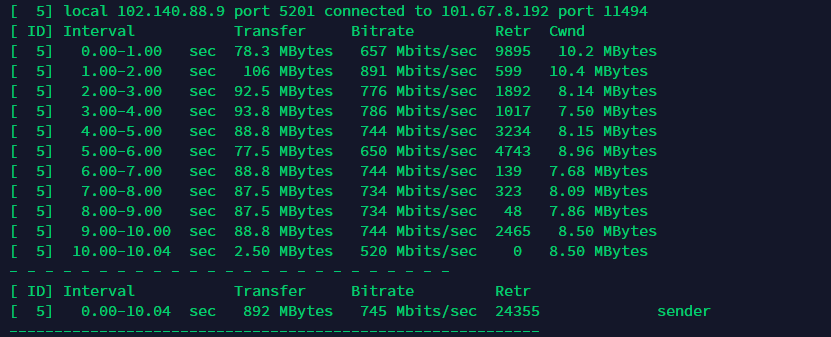 [  5] local 102.140.88.9 port 5201 connected to 101.67.8.192 port 11494
[ ID] Interval           Transfer     Bitrate         Retr  Cwnd
[  5]   0.00-1.00   sec  78.3 MBytes   657 Mbits/sec  9895   10.2 MBytes
[  5]   1.00-2.00   sec   106 MBytes   891 Mbits/sec  599   10.4 MBytes
[  5]   2.00-3.00   sec  92.5 MBytes   776 Mbits/sec  1892   8.14 MBytes
[  5]   3.00-4.00   sec  93.8 MBytes   786 Mbits/sec  1017   7.50 MBytes
[  5]   4.00-5.00   sec  88.8 MBytes   744 Mbits/sec  3234   8.15 MBytes
[  5]   5.00-6.00   sec  77.5 MBytes   650 Mbits/sec  4743   8.96 MBytes
[  5]   6.00-7.00   sec  88.8 MBytes   744 Mbits/sec  139   7.68 MBytes
[  5]   7.00-8.00   sec  87.5 MBytes   734 Mbits/sec  323   8.09 MBytes
[  5]   8.00-9.00   sec  87.5 MBytes   734 Mbits/sec   48   7.86 MBytes
[  5]   9.00-10.00  sec  88.8 MBytes   744 Mbits/sec  2465   8.50 MBytes
[  5]  10.00-10.04  sec  2.50 MBytes   520 Mbits/sec    0   8.50 MBytes
- - - - - - - - - - - - - - - - - - - - - - - - -
[ ID] Interval           Transfer     Bitrate         Retr
[  5]   0.00-10.04  sec   892 MBytes   745 Mbits/sec  24355             sender
-----------------------------------------------------------